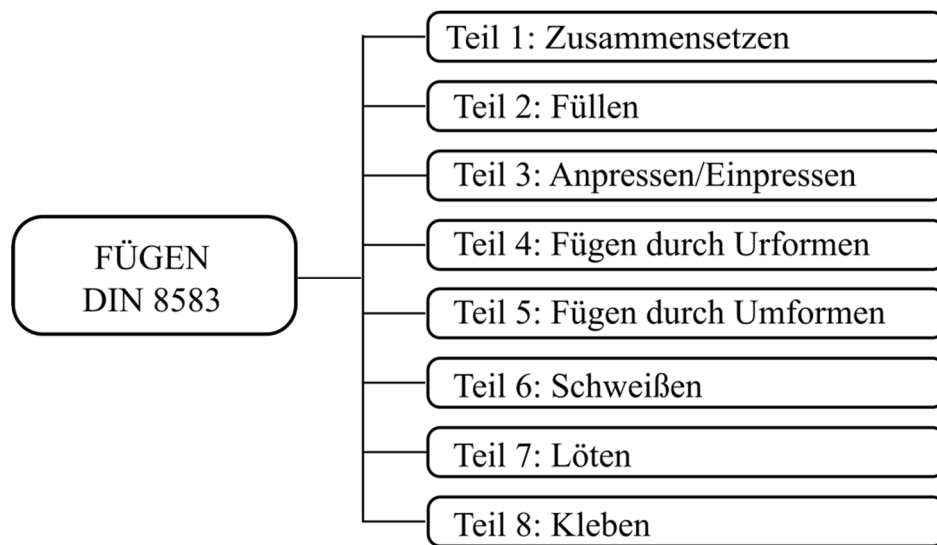 FÜGEN
DIN 8583
Teil 1: Zusammensetzen
Teil 2: Füllen
Teil 3: Anpressen/Einpressen
Teil 4: Fügen durch Urformen
Teil 5: Fügen durch Umformen
Teil 6: Schweißen
Teil 7: Löten
Teil 8: Kleben